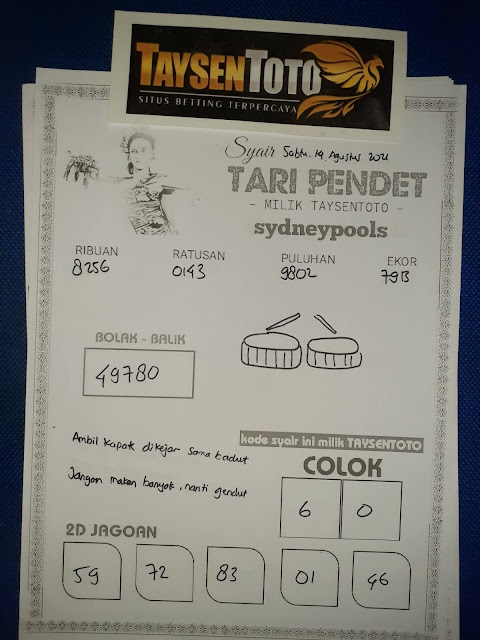 TAYSENTOTO
SITUS BETTING TERPERCAYA
Syair Sabtu, 14 Agustus 2021
TARI PENDET
- MILIK TAYSENTOTO -
sydneypools
RIBUAN RATUSAN PULUHAN EKOR
8256 0143 9802 7913
BOLAK - BALIK
49780
kode syair ini milik TAYSENTOTO
Ambil kapak dikejar sama badut
Jangan makan banyak, nanti gendut
COLOK
6 0
2D JAGOAN
59 72 83 01 46